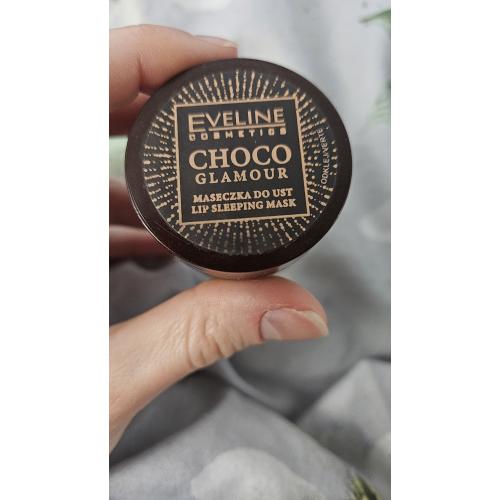 EVELINE
COSMETICS
CHOCO
GLAMOUR
MASECZKA DO UST
LIP SLEEPING MASK